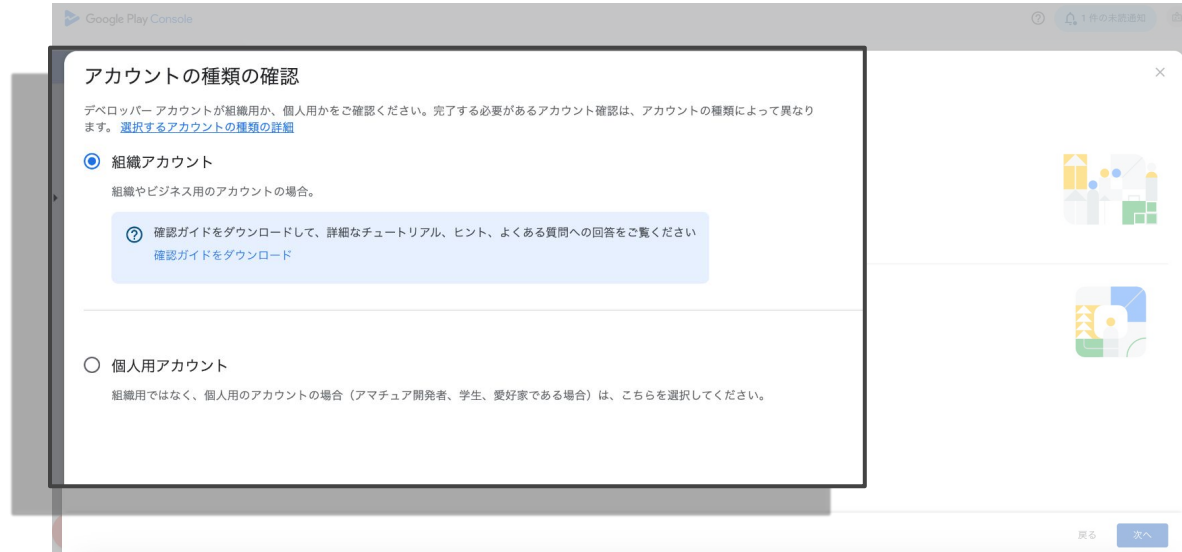 Google Play Console
1 件の未読通知
アカウントの種類の確認
デベロッパー アカウントが組織用か、個人用かをご確認ください。完了する必要があるアカウント確認は、アカウントの種類によって異なり
ます。 選択するアカウントの種類の詳細
組織アカウント
組織やビジネス用のアカウントの場合。
確認ガイドをダウンロードして、詳細なチュートリアル、ヒント、よくある質問への回答をご覧ください
確認ガイドをダウンロード
個人用アカウント
組織用ではなく、個人用のアカウントの場合（アマチュア開発者、学生、愛好家である場合）は、こちらを選択してください。
戻る 次へ